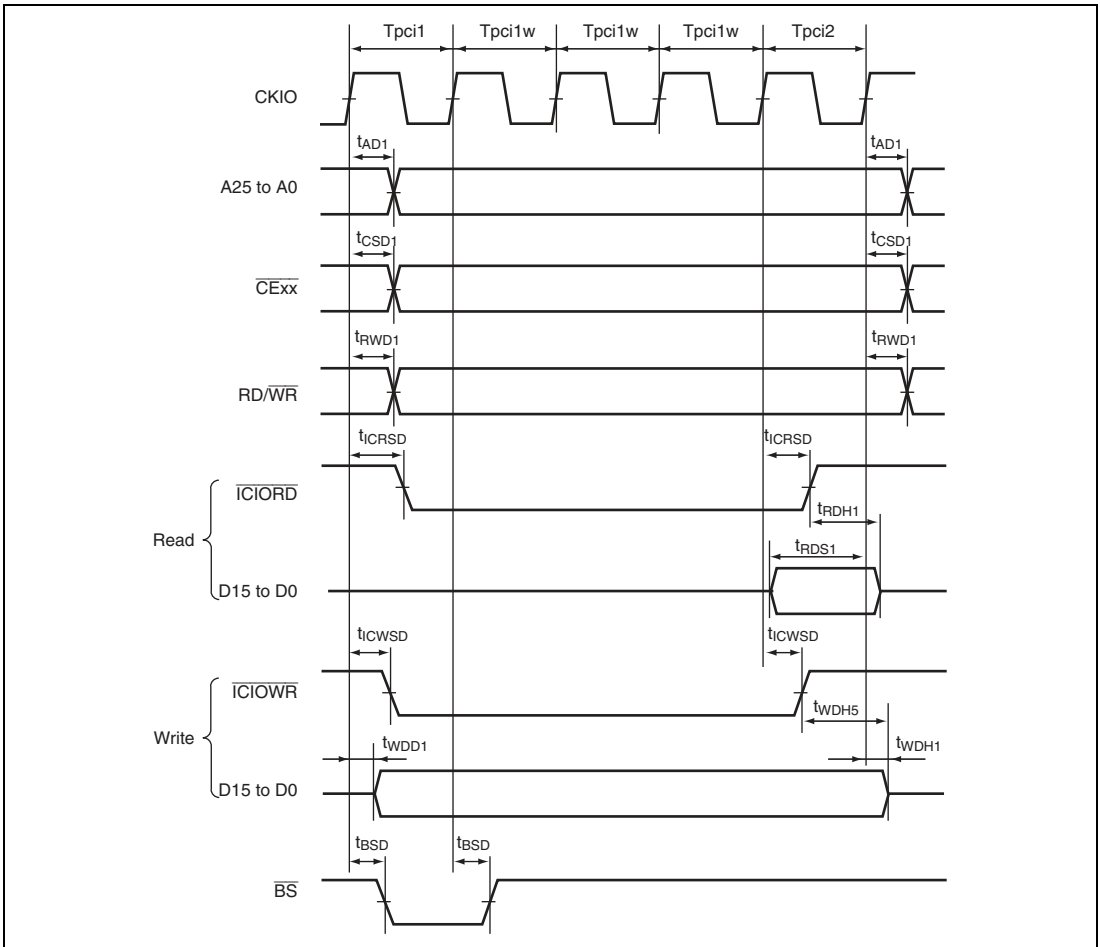 Tpci1 Tpci1w Tpci1w Tpci1w Tpci2
CKIO
tAD1 tAD1
A25 to A0
tCSD1 tCSD1
CExx
tRWD1 tRWD1
RD/WR
tICRSD tICRSD
ICIORD
tRDH1
Read
tRDS1
D15 to D0
tICWSD tICWSD
ICIOWR
tWDH5
Write
tWDD1 tWDH1
D15 to D0
tBSD tBSD
BS